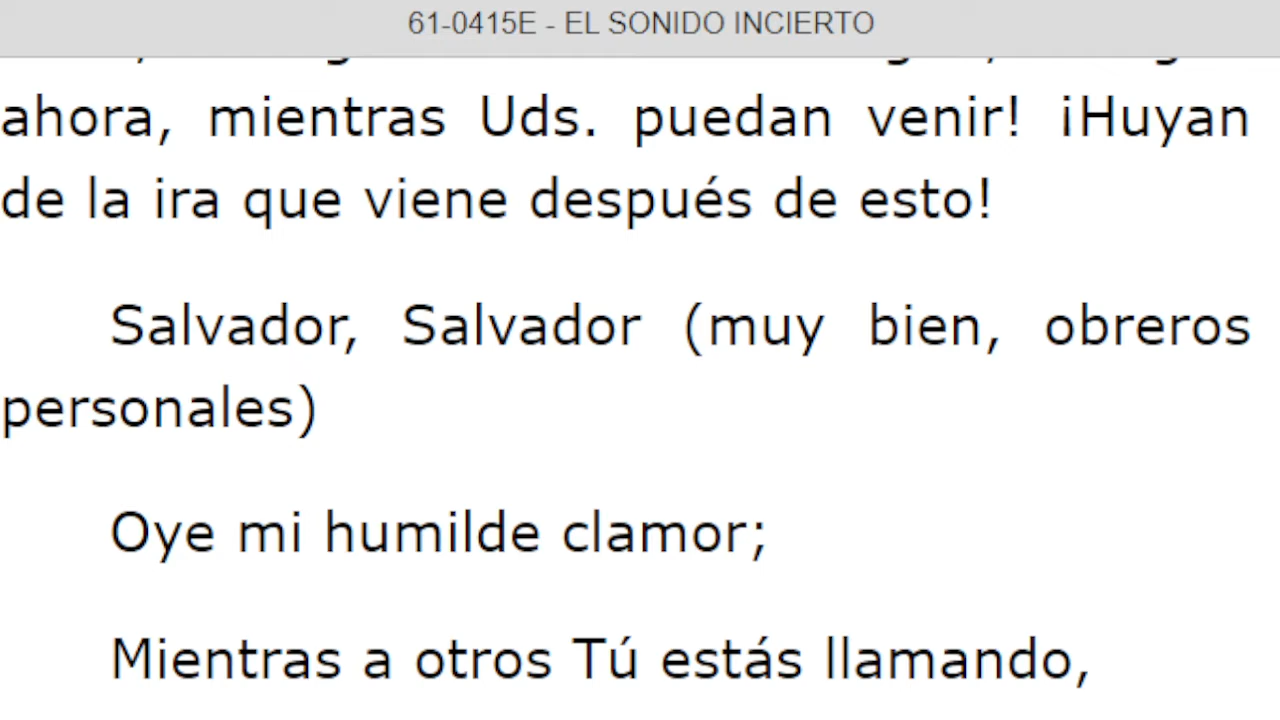 61-0415E - EL SONIDO INCIERTO
ahora, mientras Uds. puedan venir! ¡Huyan
de la ira que viene después de esto!
Salvador, Salvador (muy bien, obreros
personales)
Oye mi humilde clamor;
Mientras a otros Tú estás llamando,